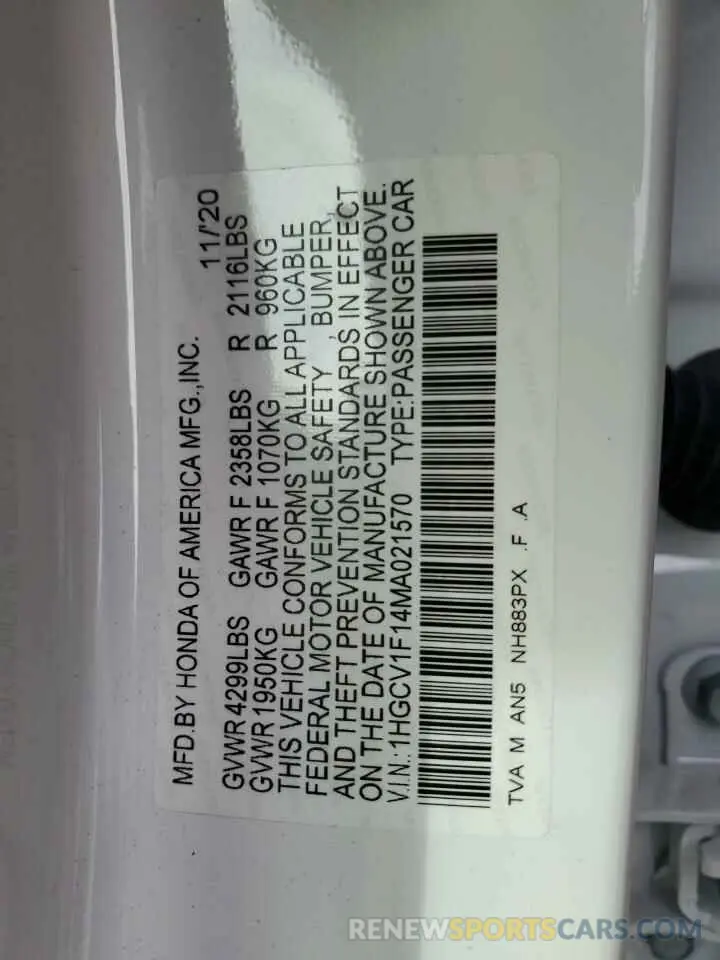 MFD.BY HONDA OF AMERICA MFG.,INC. 11/'20
GVWR 4299LBS GAWR F 2358LBS R 2116LBS
GVWR 1950KG GAWR F 1070KG R 960KG
THIS VEHICLE CONFORMS TO ALL APPLICABLE
FEDERAL MOTOR VEHICLE SAFETY , BUMPER,
AND THEFT PREVENTION STANDARDS IN EFFECT
ON THE DATE OF MANUFACTURE SHOWN ABOVE.
V.I.N.:1HGCV1F14MA021570 TYPE:PASSENGER CAR
TVA M AN5 NH883PX .F .A
RENEWSPORTSCARS.COM